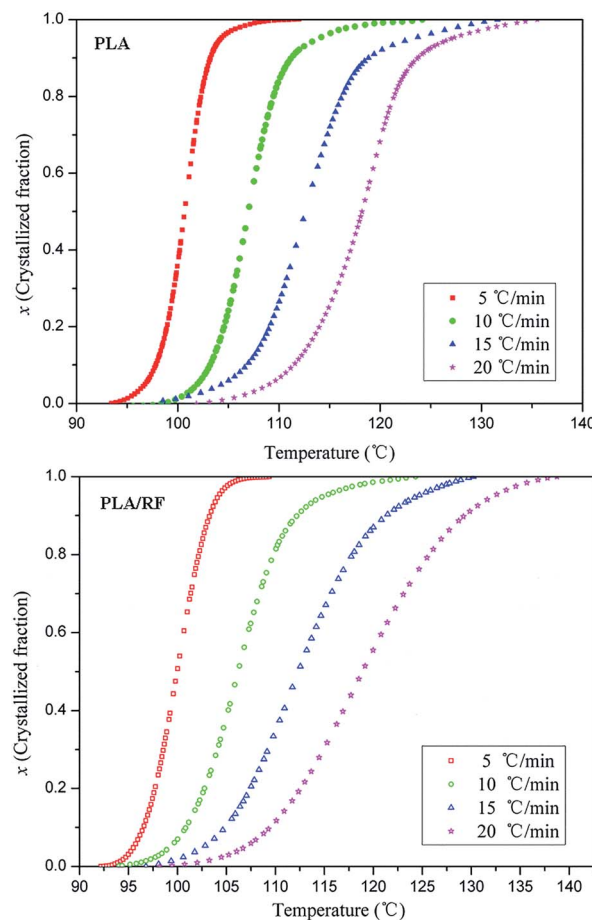 PLA
1.0
0.8
0.6
0.4
0.2
0.0
x (Crystallized fraction)
5 ℃/min
10 ℃/min
15 ℃/min
20 ℃/min
90
100
110
120
130
140
Temperature (℃)
PLA/RF
1.0
0.8
0.6
0.4
0.2
0.0
x (Crystallized fraction)
5 ℃/min
10 ℃/min
15 ℃/min
20 ℃/min
90
95
100
105
110
115
120
125
130
135
140
Temperature (℃)